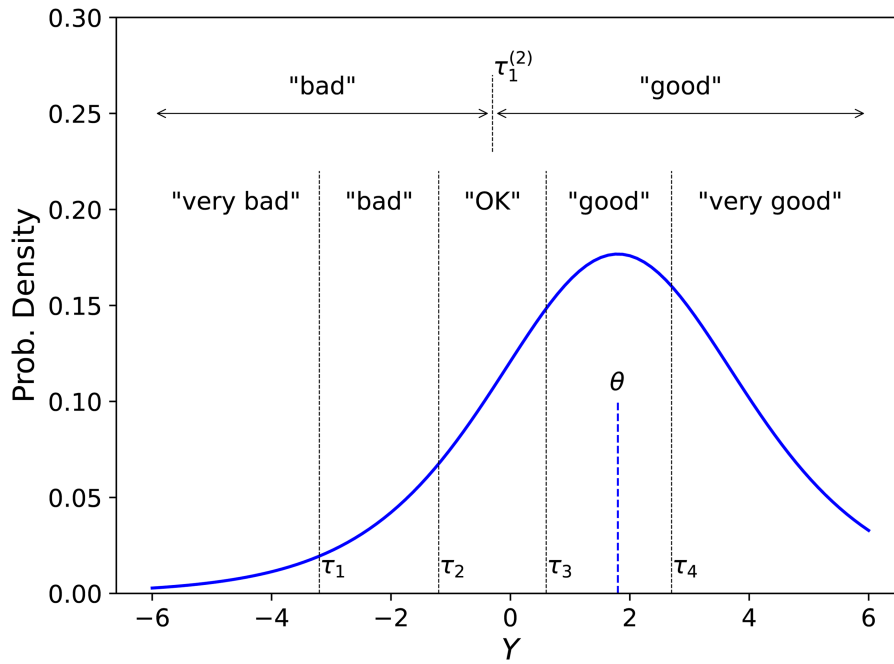 0.30
τ₁⁽²⁾
"bad" "good"
0.25
"very bad" "bad" "OK" "good" "very good"
0.20
0.15
θ
0.10
0.05
τ₁ τ₂ τ₃ τ₄
0.00
−6 −4 −2 0 2 4 6
Y
Prob. Density